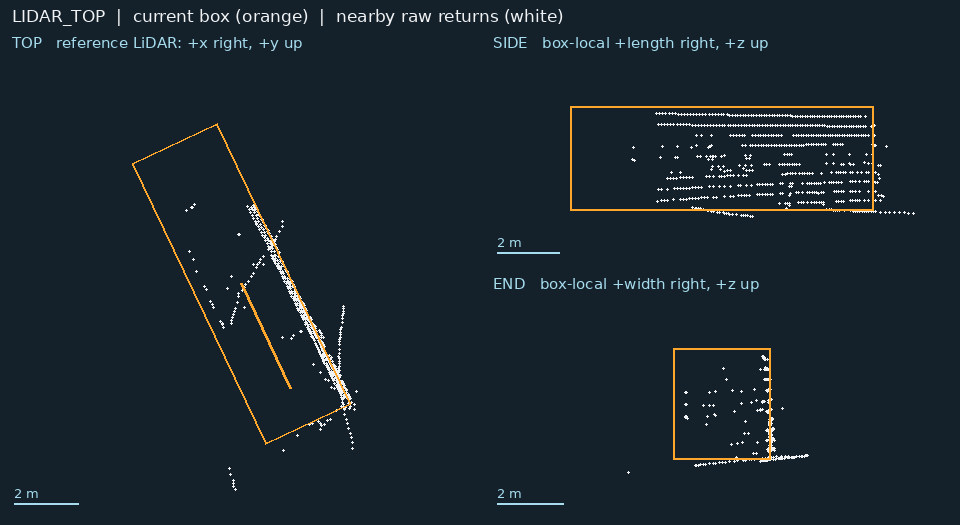 LIDAR_TOP  |  current box (orange)  |  nearby raw returns (white)
TOP   reference LiDAR: +x right, +y up
SIDE   box-local +length right, +z up
2 m
END   box-local +width right, +z up
2 m
2 m